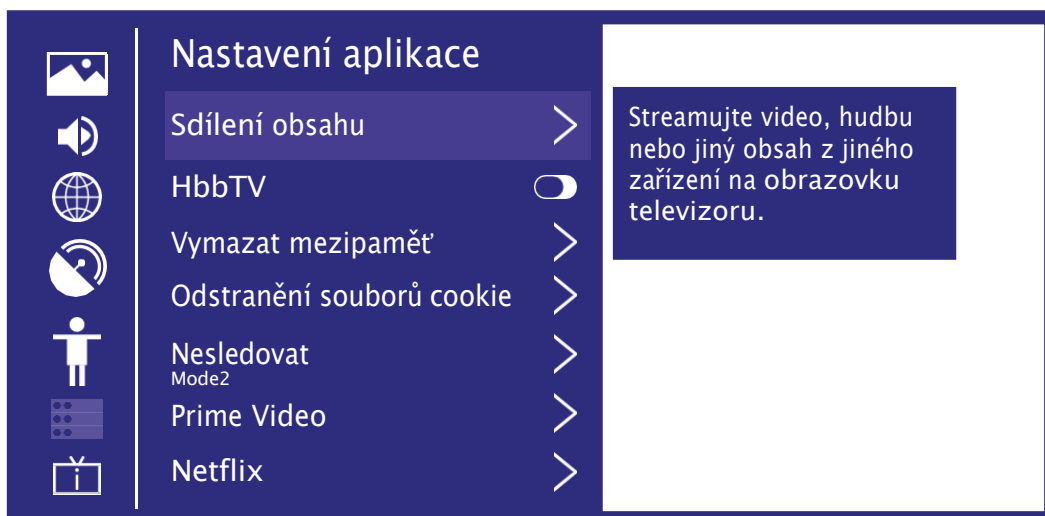 Nastavení aplikace
Sdílení obsahu
HbbTV
Vymazat mezipaměť
Odstranění souborů cookie
Nesledovat
Mode2
Prime Video
Netflix
Streamujte video, hudbu
nebo jiný obsah z jiného
zařízení na obrazovku
televizoru.
i